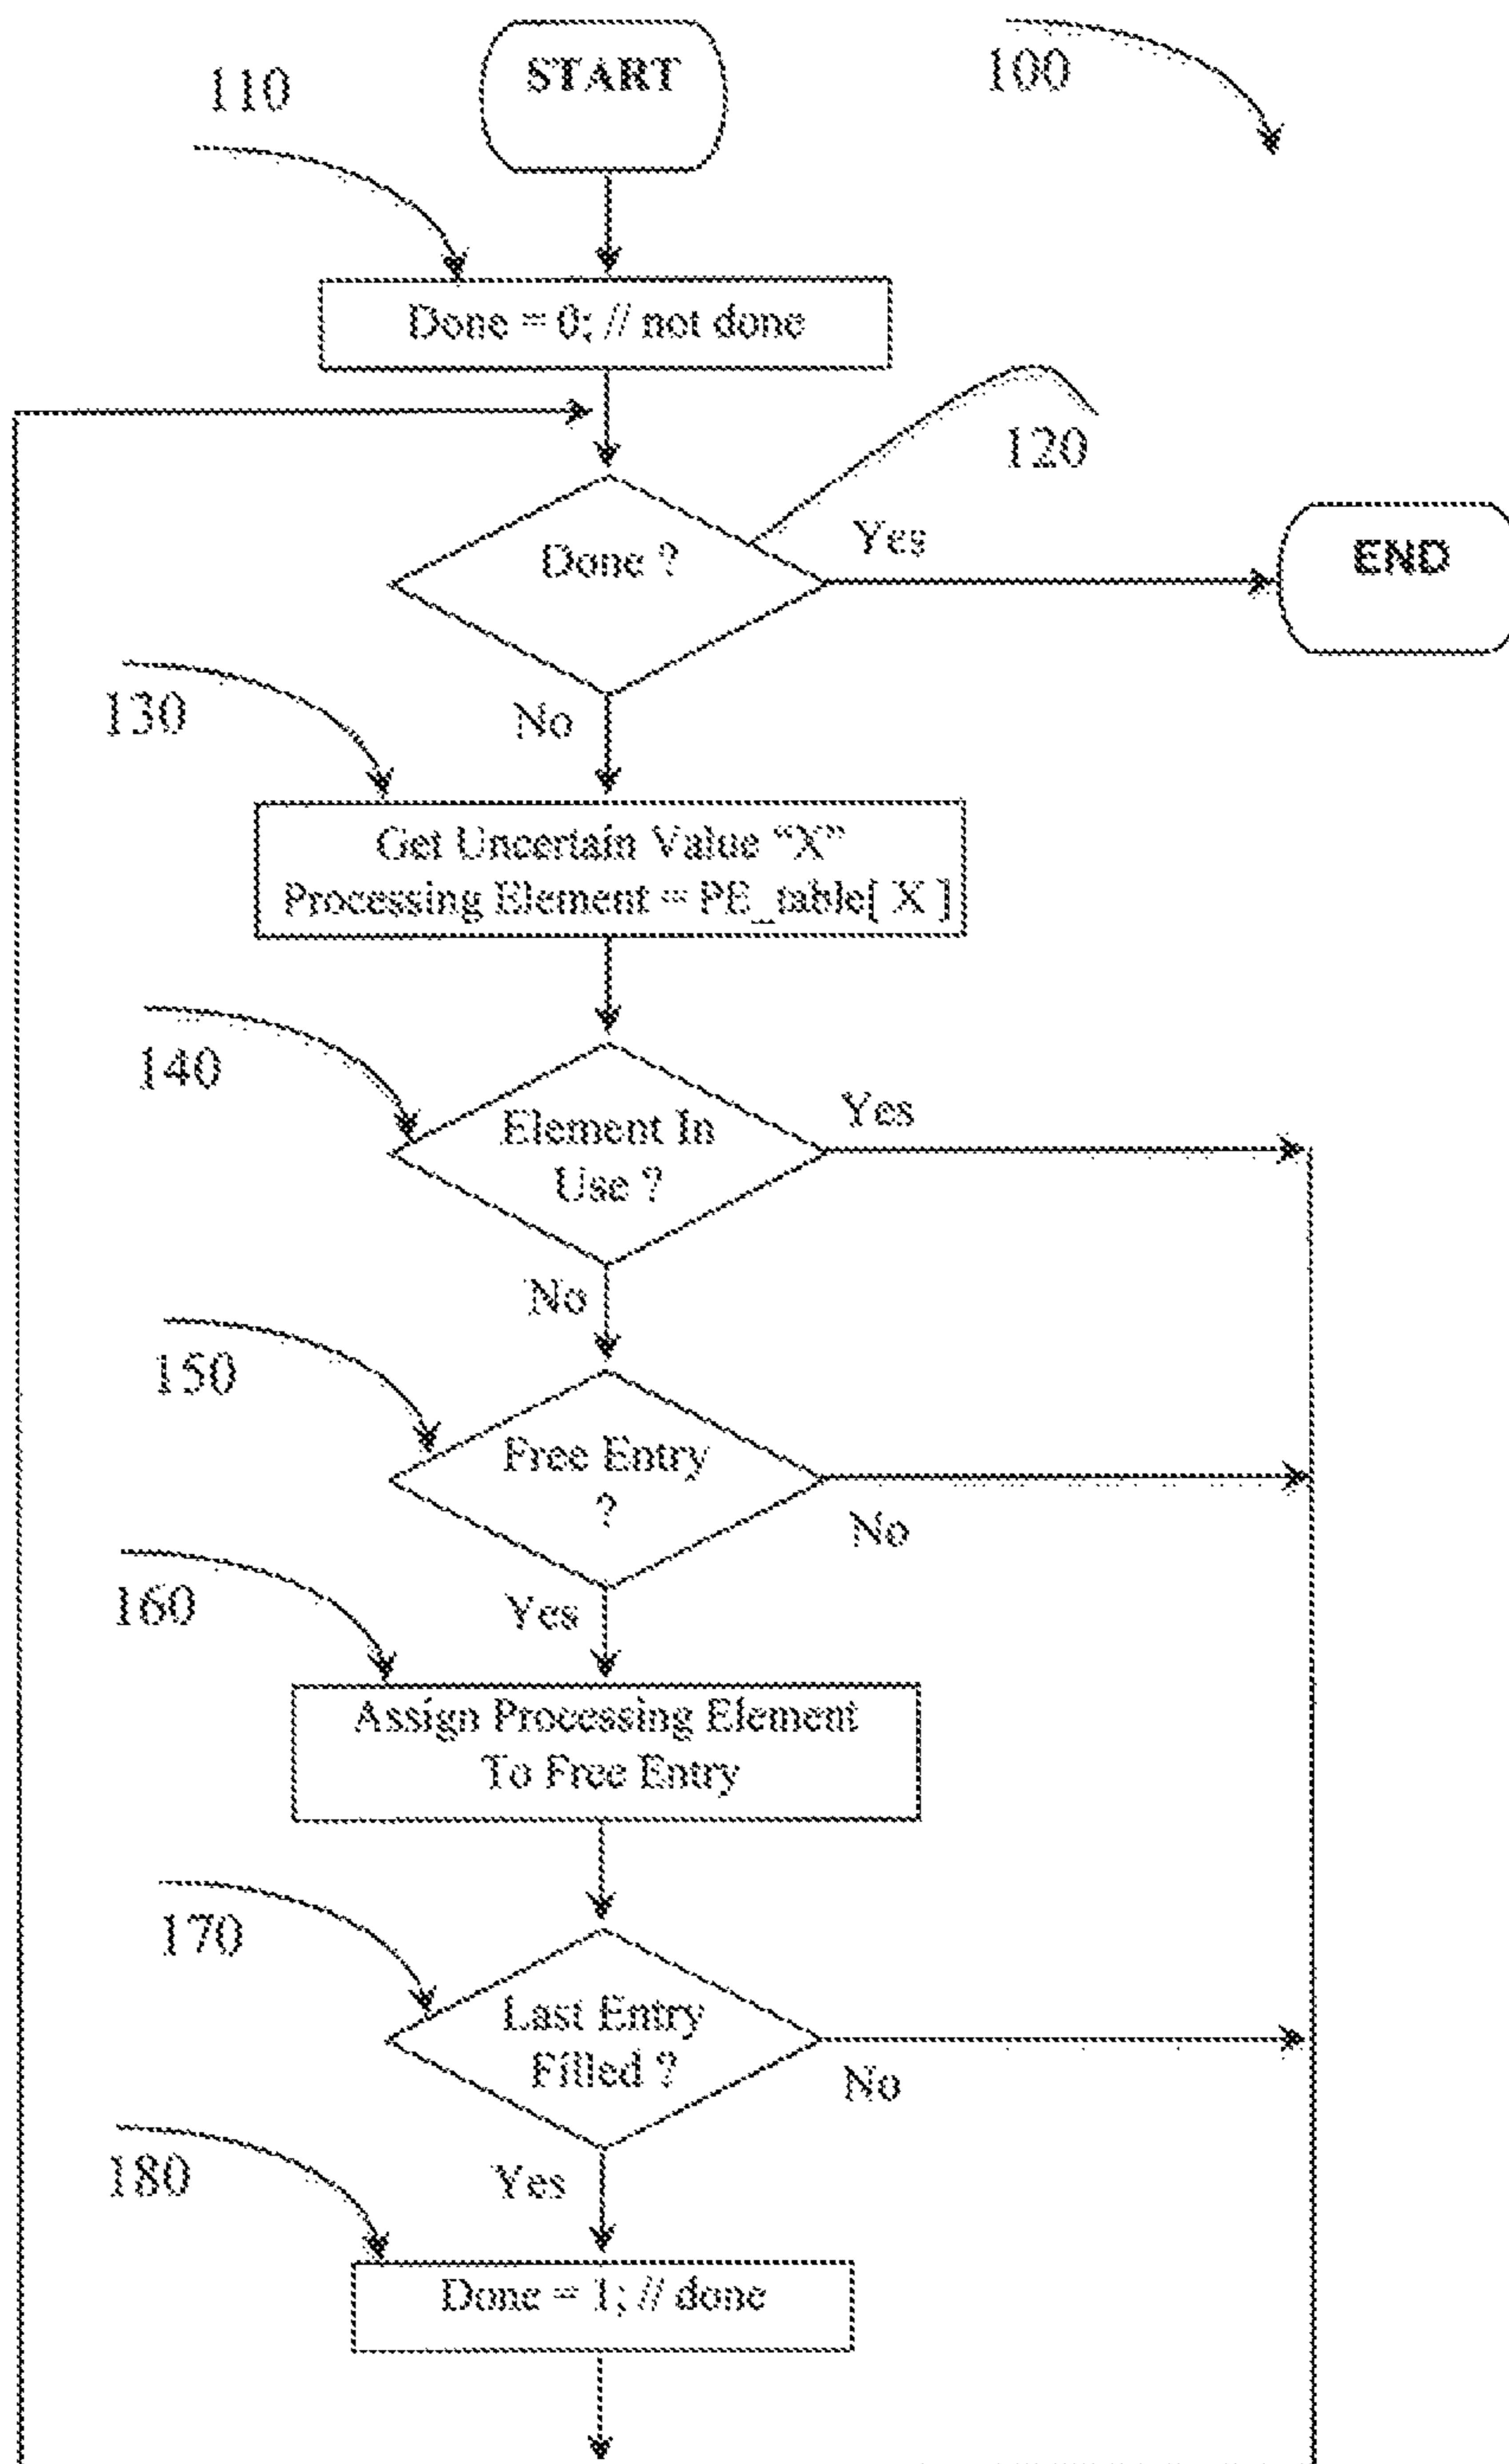 START
100
110
Done = 0; // not done
120
Done ?
Yes
END
130
No
Get Uncertain Value “X”
Processing Element = PE_table[ X ]
140
Element In
Use ?
Yes
No
150
Free Entry
?
No
160
Yes
Assign Processing Element
To Free Entry
170
Last Entry
Filled ?
No
180
Yes
Done = 1; // done